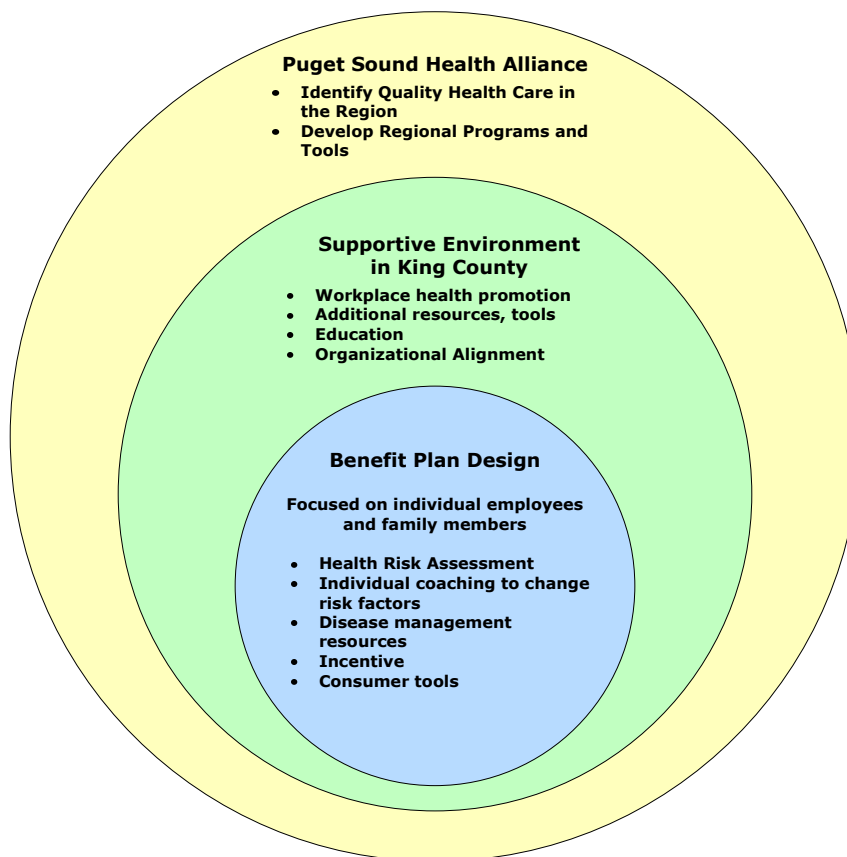 Puget Sound Health Alliance
• Identify Quality Health Care in
the Region
• Develop Regional Programs and
Tools
Supportive Environment
in King County
• Workplace health promotion
• Additional resources, tools
• Education
• Organizational Alignment
Benefit Plan Design
Focused on individual employees
and family members
• Health Risk Assessment
• Individual coaching to change
risk factors
• Disease management
resources
• Incentive
• Consumer tools